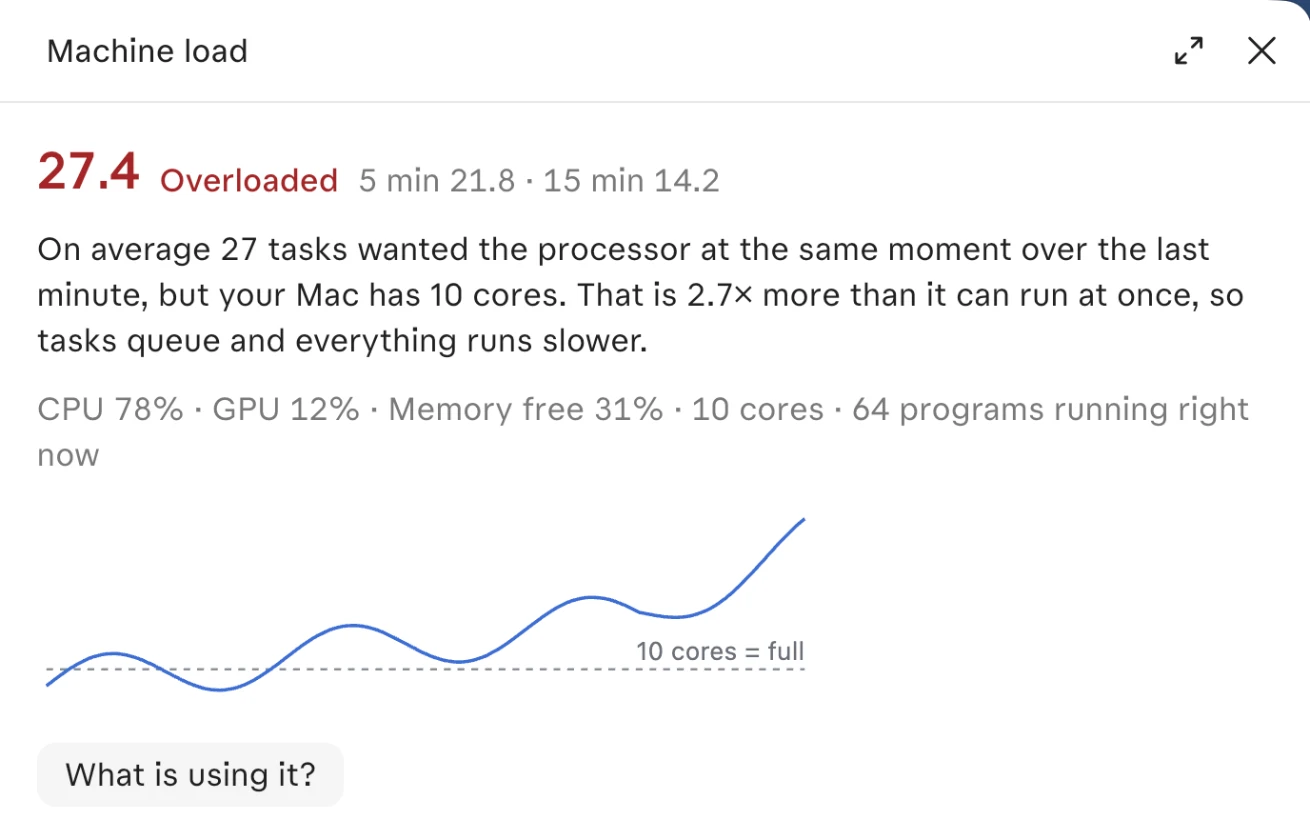 Machine load
27.4 Overloaded 5 min 21.8 · 15 min 14.2
On average 27 tasks wanted the processor at the same moment over the last
minute, but your Mac has 10 cores. That is 2.7× more than it can run at once, so
tasks queue and everything runs slower.
CPU 78% · GPU 12% · Memory free 31% · 10 cores · 64 programs running right
now
10 cores = full
What is using it?